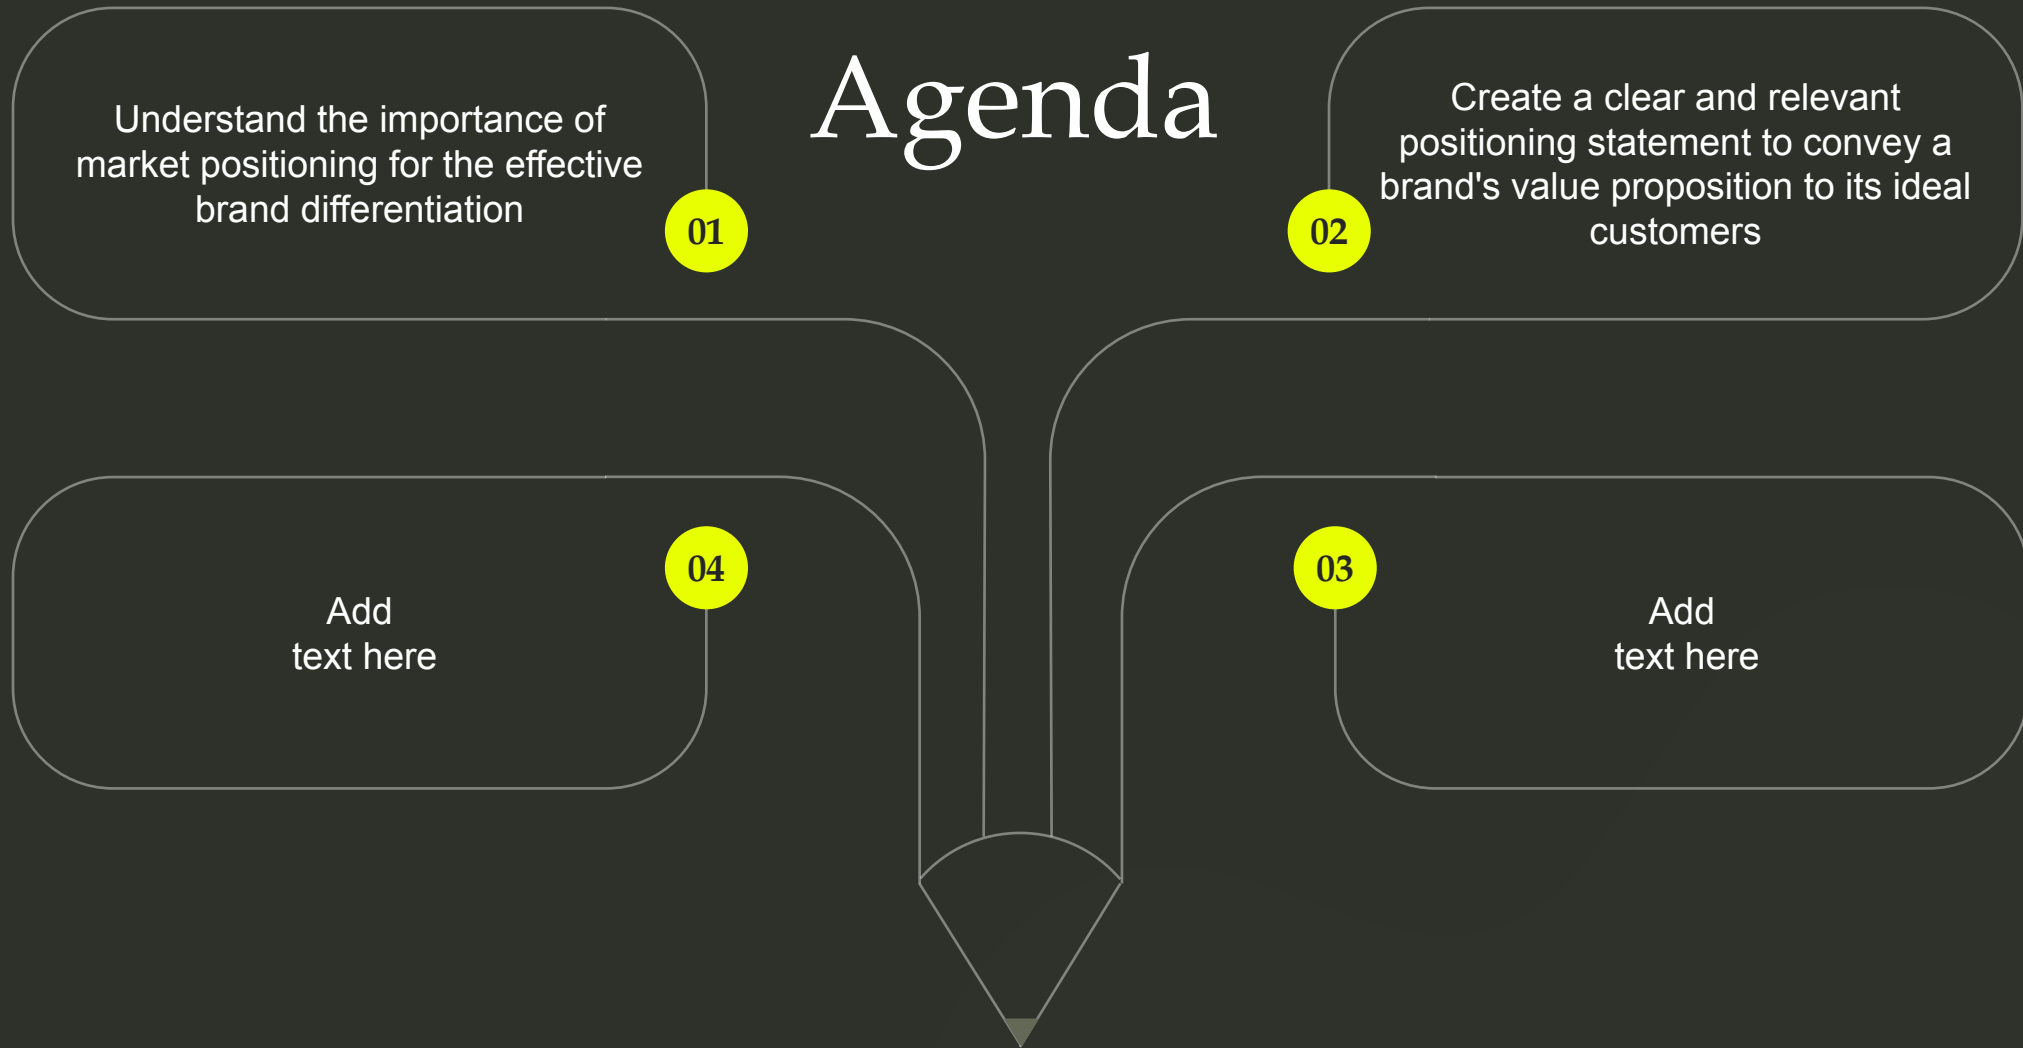 Agenda
Understand the importance of
market positioning for the effective
brand differentiation
01
Create a clear and relevant
positioning statement to convey a
brand's value proposition to its ideal
customers
02
03
Add
text here
04
Add
text here